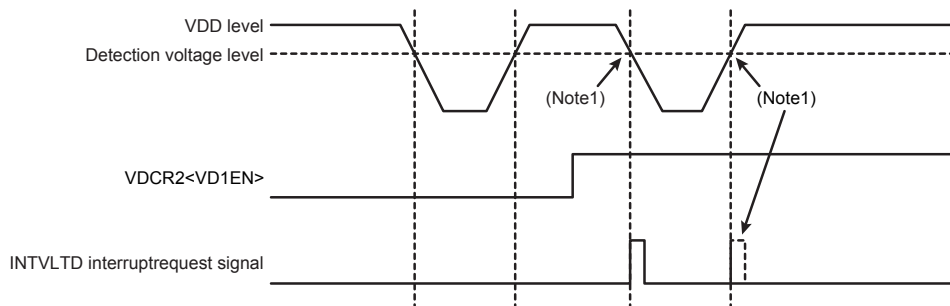 VDD level
Detection voltage level
(Note1)
(Note1)
VDCR2<VD1EN>
INTVLTD interruptrequest signal